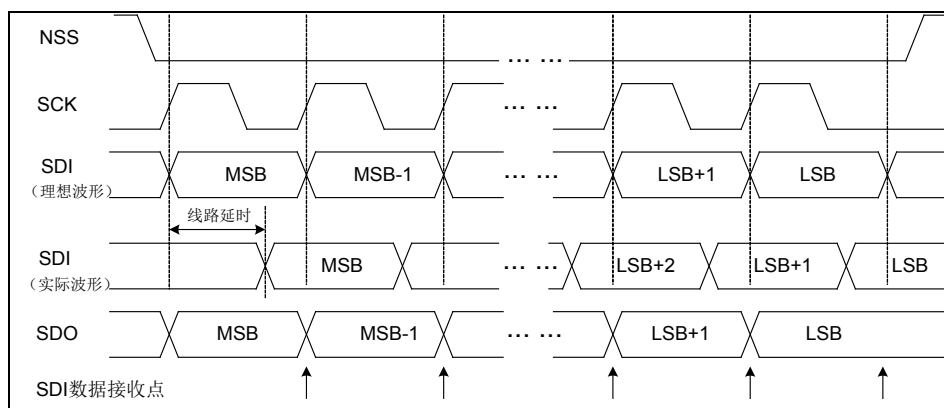 NSS
... ...
SCK
... ...
SDI
（理想波形）
MSB
MSB-1
... ...
LSB+1
LSB
线路延时
SDI
（实际波形）
MSB
... ...
LSB+2
LSB+1
LSB
SDO
MSB
MSB-1
... ...
LSB+1
LSB
SDI数据接收点